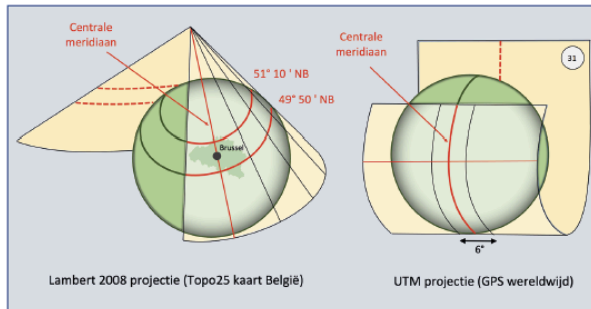 Centrale
meridiaan
51° 10 ' NB
49° 50 ' NB
Brussel
Lambert 2008 projectie (Topo25 kaart België)
31
Centrale
meridiaan
6°
UTM projectie (GPS wereldwijd)